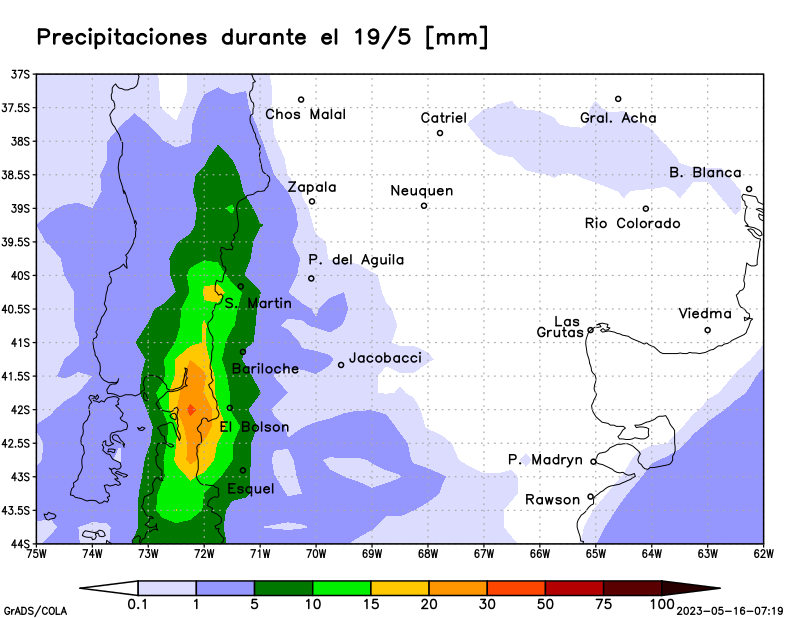 Precipitaciones durante el 19/5 [mm]
37S
37.5S
Chos Malal
Catriel
Gral. Acha
38S
38.5S
B. Blanca
Zapala
Neuquen
39S
Rio Colorado
39.5S
P. del Aguila
40S
S. Martin
40.5S
Las
Grutas
Viedma
41S
Jacobacci
Bariloche
41.5S
42S
El Bolson
42.5S
P. Madryn
43S
Esquel
Rawson
43.5S
44S
75W 74W 73W 72W 71W 70W 69W 68W 67W 66W 65W 64W 63W 62W
0.1 1 5 10 15 20 30 50 75 100
GrADS/COLA
2023-05-16-07:19